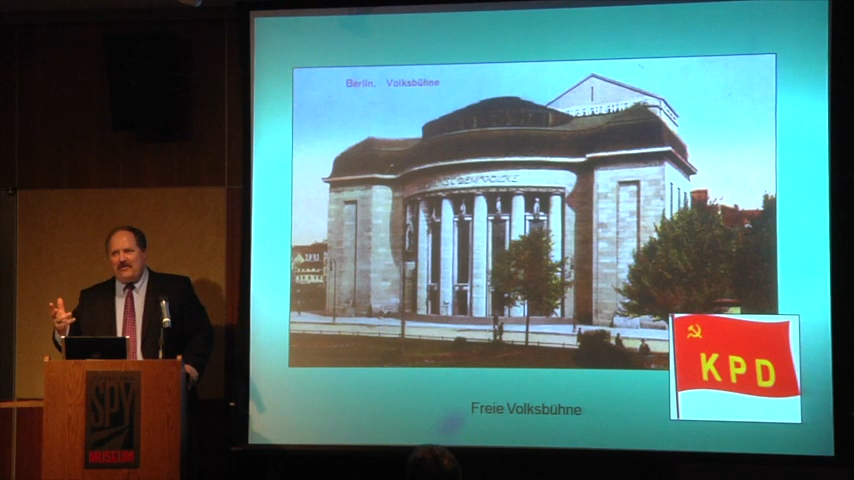 Berlin. Volksbühne
KPD
Freie Volksbühne
SPY
MUSEUM